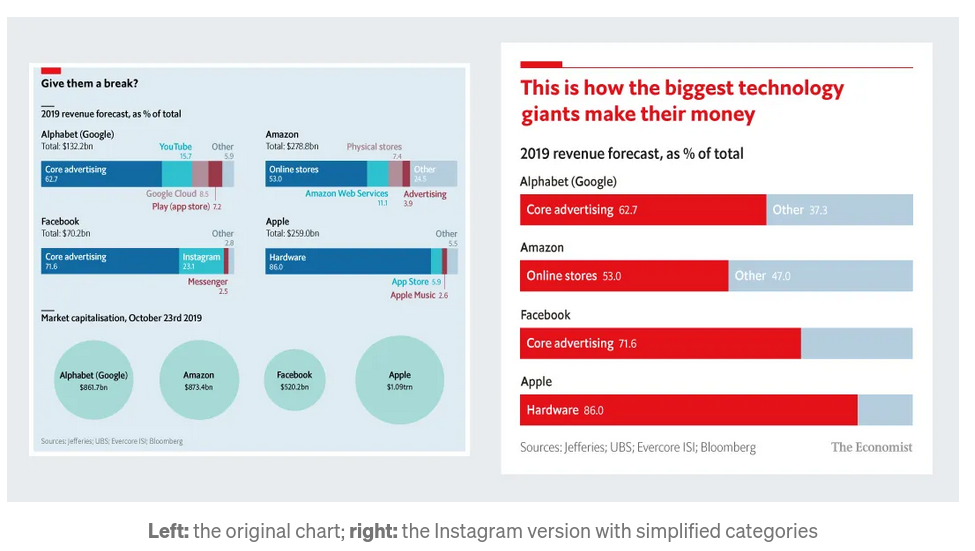 Give them a break?
2019 revenue forecast, as % of total
Alphabet (Google)
Total: $132.2bn
YouTube
15.7
Other
5.9
Core advertising
62.7
Google Cloud 8.5
Play (app store) 7.2
Amazon
Total: $278.8bn
Physical stores
7.4
Online stores
53.0
Other
24.5
Amazon Web Services
11.1
Advertising
3.9
Facebook
Total: $70.2bn
Other
2.8
Core advertising
71.6
Instagram
23.1
Messenger
2.5
Apple
Total: $259.0bn
Other
5.5
Hardware
86.0
App Store 5.9
Apple Music 2.6
Market capitalisation, October 23rd 2019
Alphabet (Google)
$861.7bn
Amazon
$873.4bn
Facebook
$520.2bn
Apple
$1.09trn
Sources: Jefferies; UBS; Evercore ISI; Bloomberg
This is how the biggest technology
giants make their money
2019 revenue forecast, as % of total
Alphabet (Google)
Core advertising 62.7
Other 37.3
Amazon
Online stores 53.0
Other 47.0
Facebook
Core advertising 71.6
Apple
Hardware 86.0
Sources: Jefferies; UBS; Evercore ISI; Bloomberg
The Economist
Left: the original chart; right: the Instagram version with simplified categories